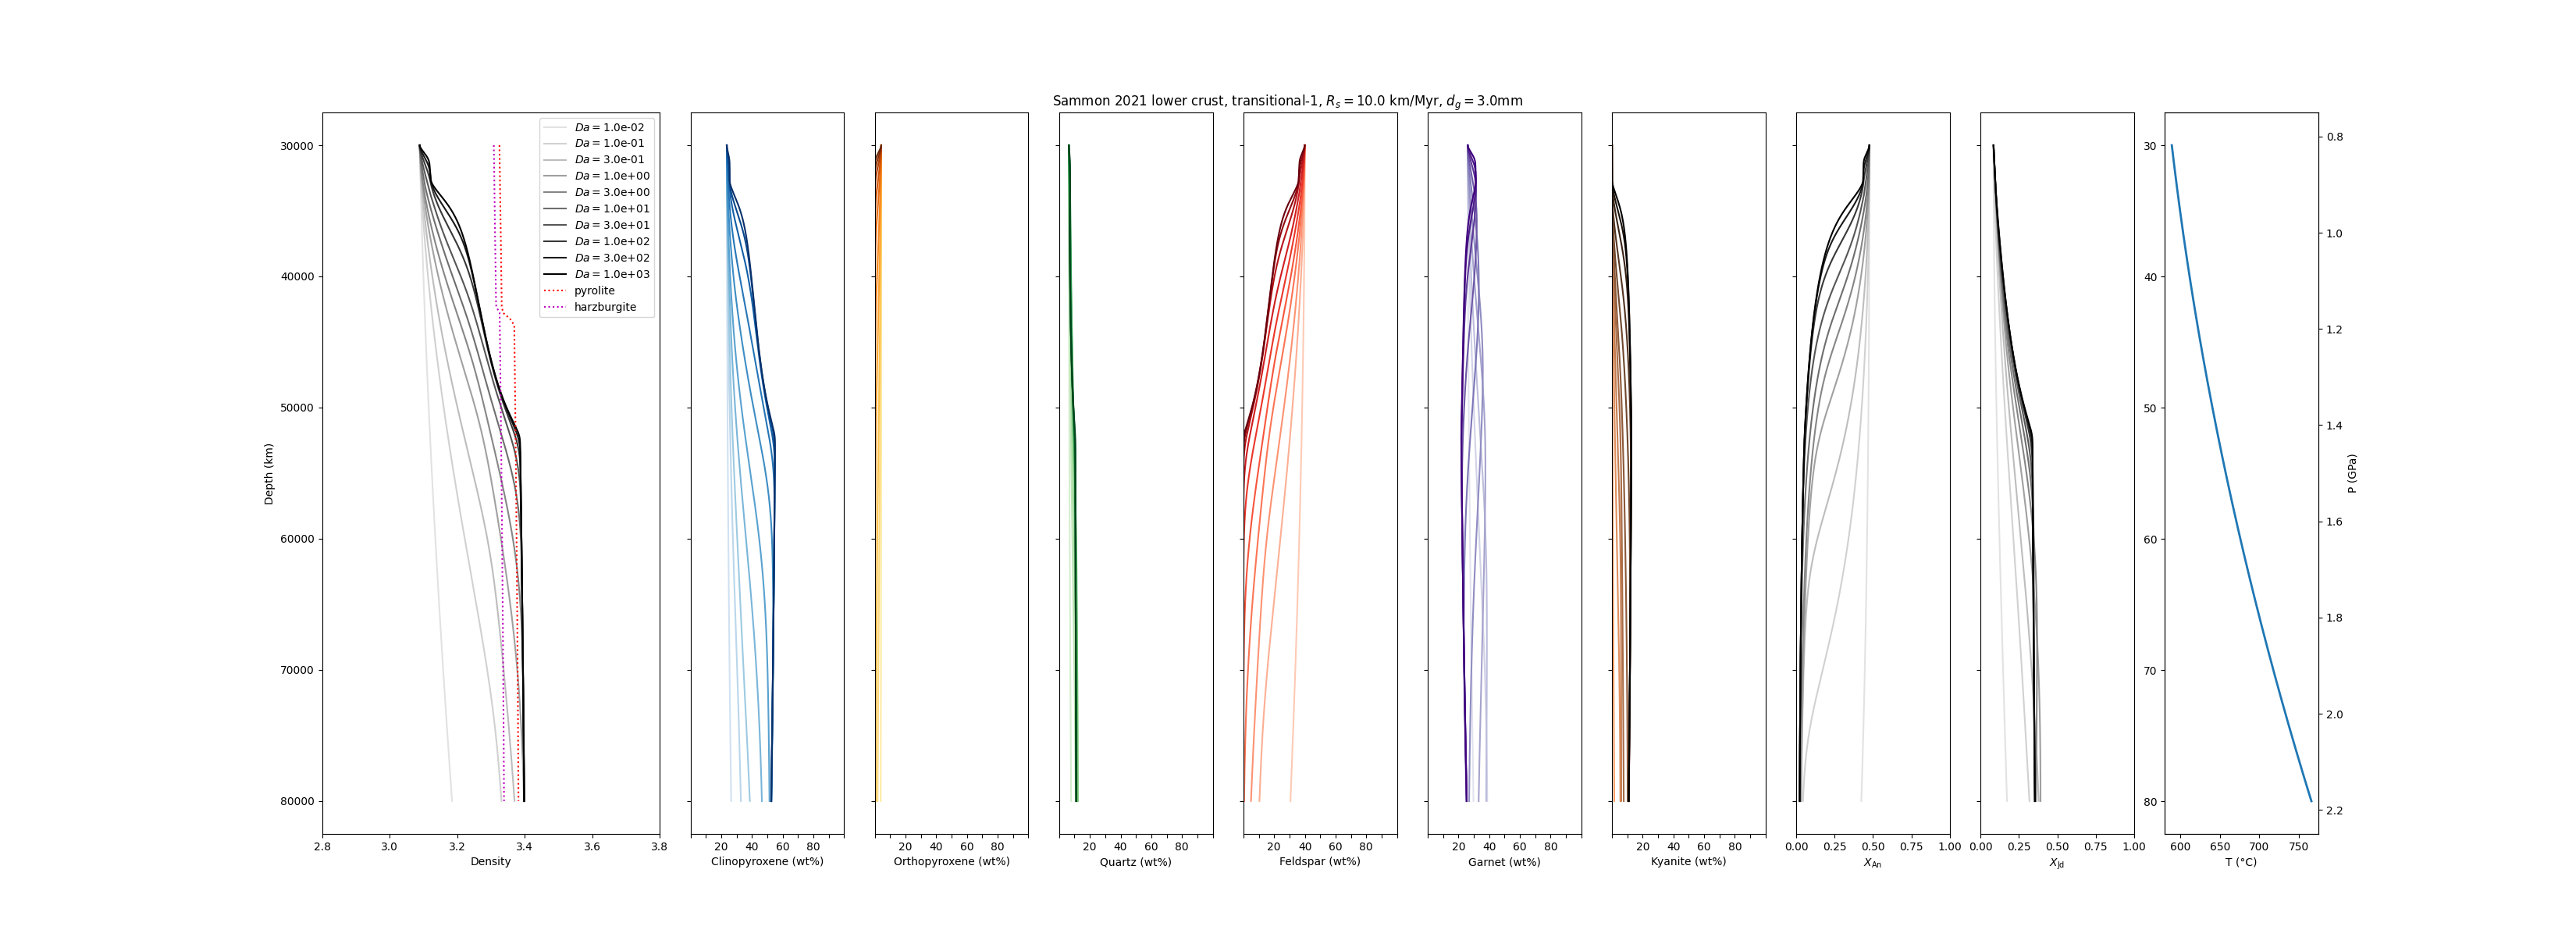 Sammon 2021 lower crust, transitional-1, Rs = 10.0 km/Myr, dg = 3.0mm
Da = 1.0e-02
Da = 1.0e-01
Da = 3.0e-01
Da = 1.0e+00
Da = 3.0e+00
Da = 1.0e+01
Da = 3.0e+01
Da = 1.0e+02
Da = 3.0e+02
Da = 1.0e+03
pyrolite
harzburgite
Depth (km)
30000
40000
50000
60000
70000
80000
2.8 3.0 3.2 3.4 3.6 3.8
Density
20 40 60 80
Clinopyroxene (wt%)
20 40 60 80
Orthopyroxene (wt%)
20 40 60 80
Quartz (wt%)
20 40 60 80
Feldspar (wt%)
20 40 60 80
Garnet (wt%)
20 40 60 80
Kyanite (wt%)
0.00 0.25 0.50 0.75 1.00
XAn
0.00 0.25 0.50 0.75 1.00
XJd
30
40
50
60
70
80
600 650 700 750
T (°C)
0.8
1.0
1.2
1.4
1.6
1.8
2.0
2.2
P (GPa)